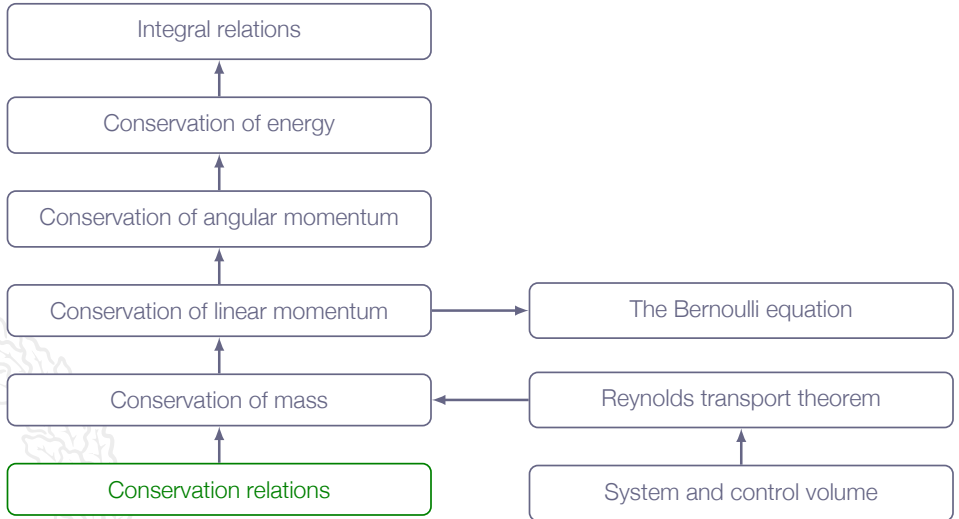 Integral relations
Conservation of energy
Conservation of angular momentum
Conservation of linear momentum
The Bernoulli equation
Conservation of mass
Reynolds transport theorem
Conservation relations
System and control volume